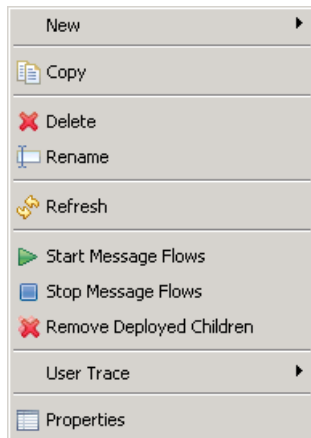 New
Copy
Delete
Rename
Refresh
Start Message Flows
Stop Message Flows
Remove Deployed Children
User Trace
Properties